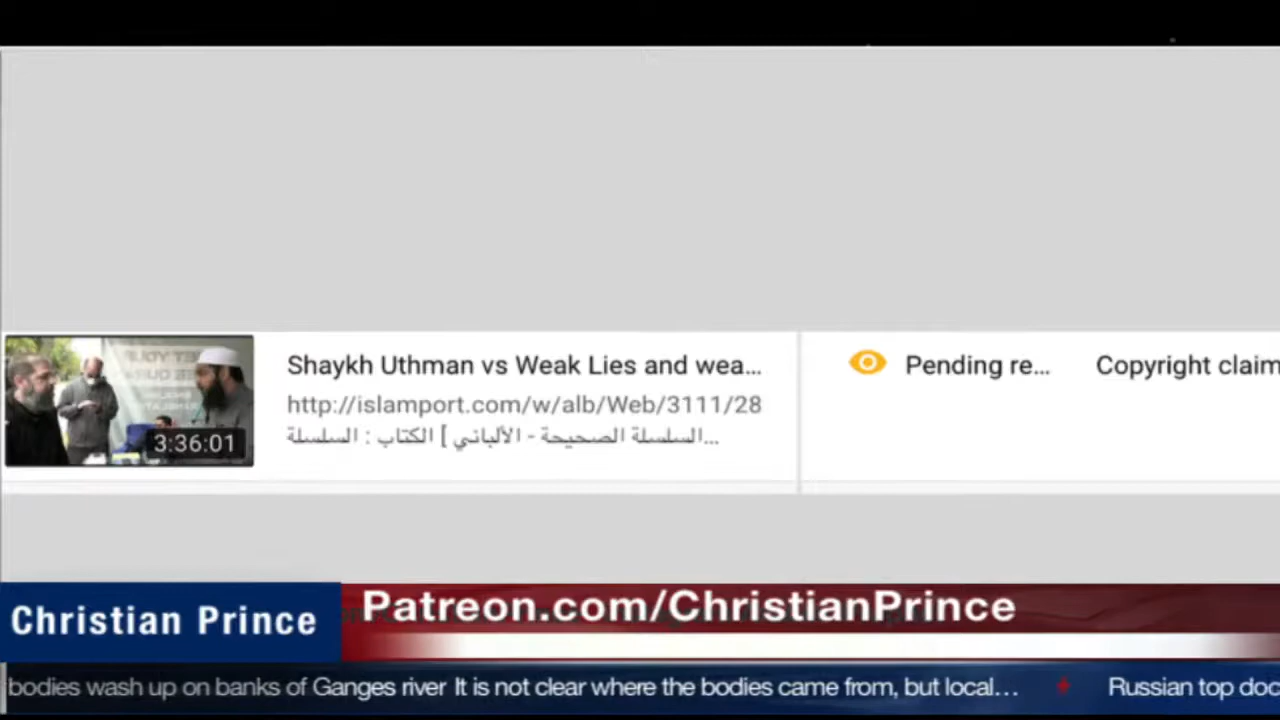 Shaykh Uthman vs Weak Lies and wea...
Pending re...
Copyright claim
http://islamport.com/w/alb/Web/3111/28
السلسلة الصحيحة - الألباني ] الكتاب : السلسلة...
3:36:01
Christian Prince
Patreon.com/ChristianPrince
bodies wash up on banks of Ganges river It is not clear where the bodies came from, but local... Russian top doc